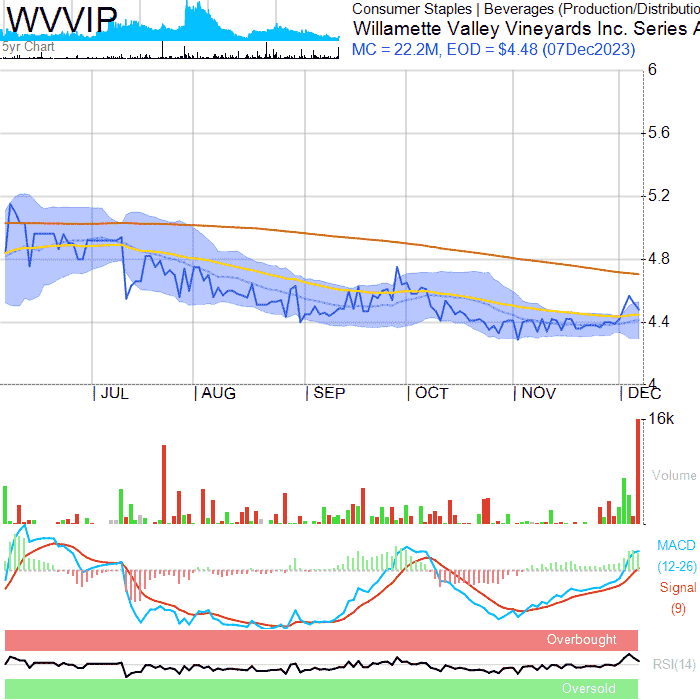 WVVIP
Consumer Staples | Beverages (Production/Distributio
Willamette Valley Vineyards Inc. Series A
5yr Chart
MC = 22.2M, EOD = $4.48 (07Dec2023)
6
5.6
5.2
4.8
4.4
4
JUL AUG SEP OCT NOV DEC
16k
Volume
MACD
(12-26)
Signal
(9)
Overbought
RSI(14)
Oversold